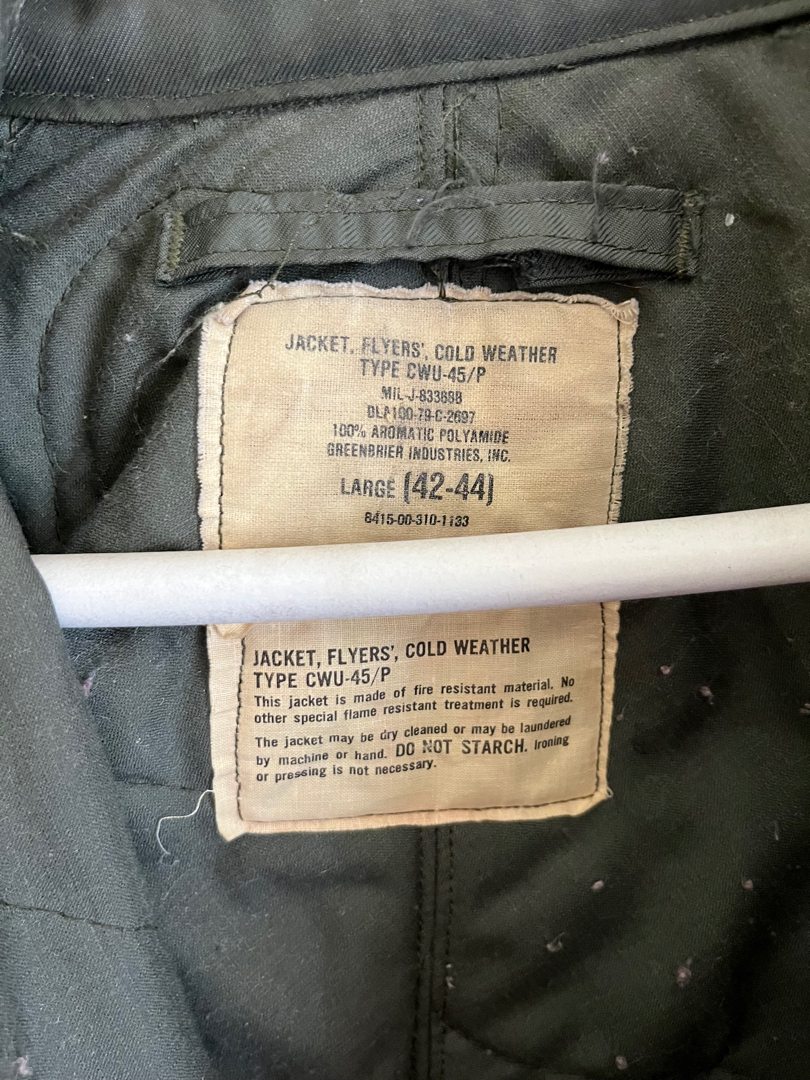 JACKET, FLYERS', COLD WEATHER
TYPE CWU-45/P
MIL-J-83388B
DLA100-79-C-2697
100% AROMATIC POLYAMIDE
GREENBRIER INDUSTRIES, INC.
LARGE (42-44)
8415-00-310-1133
JACKET, FLYERS', COLD WEATHER
TYPE CWU-45/P
This jacket is made of fire resistant material. No
other special flame resistant treatment is required.
The jacket may be dry cleaned or may be laundered
by machine or hand. DO NOT STARCH. Ironing
or pressing is not necessary.